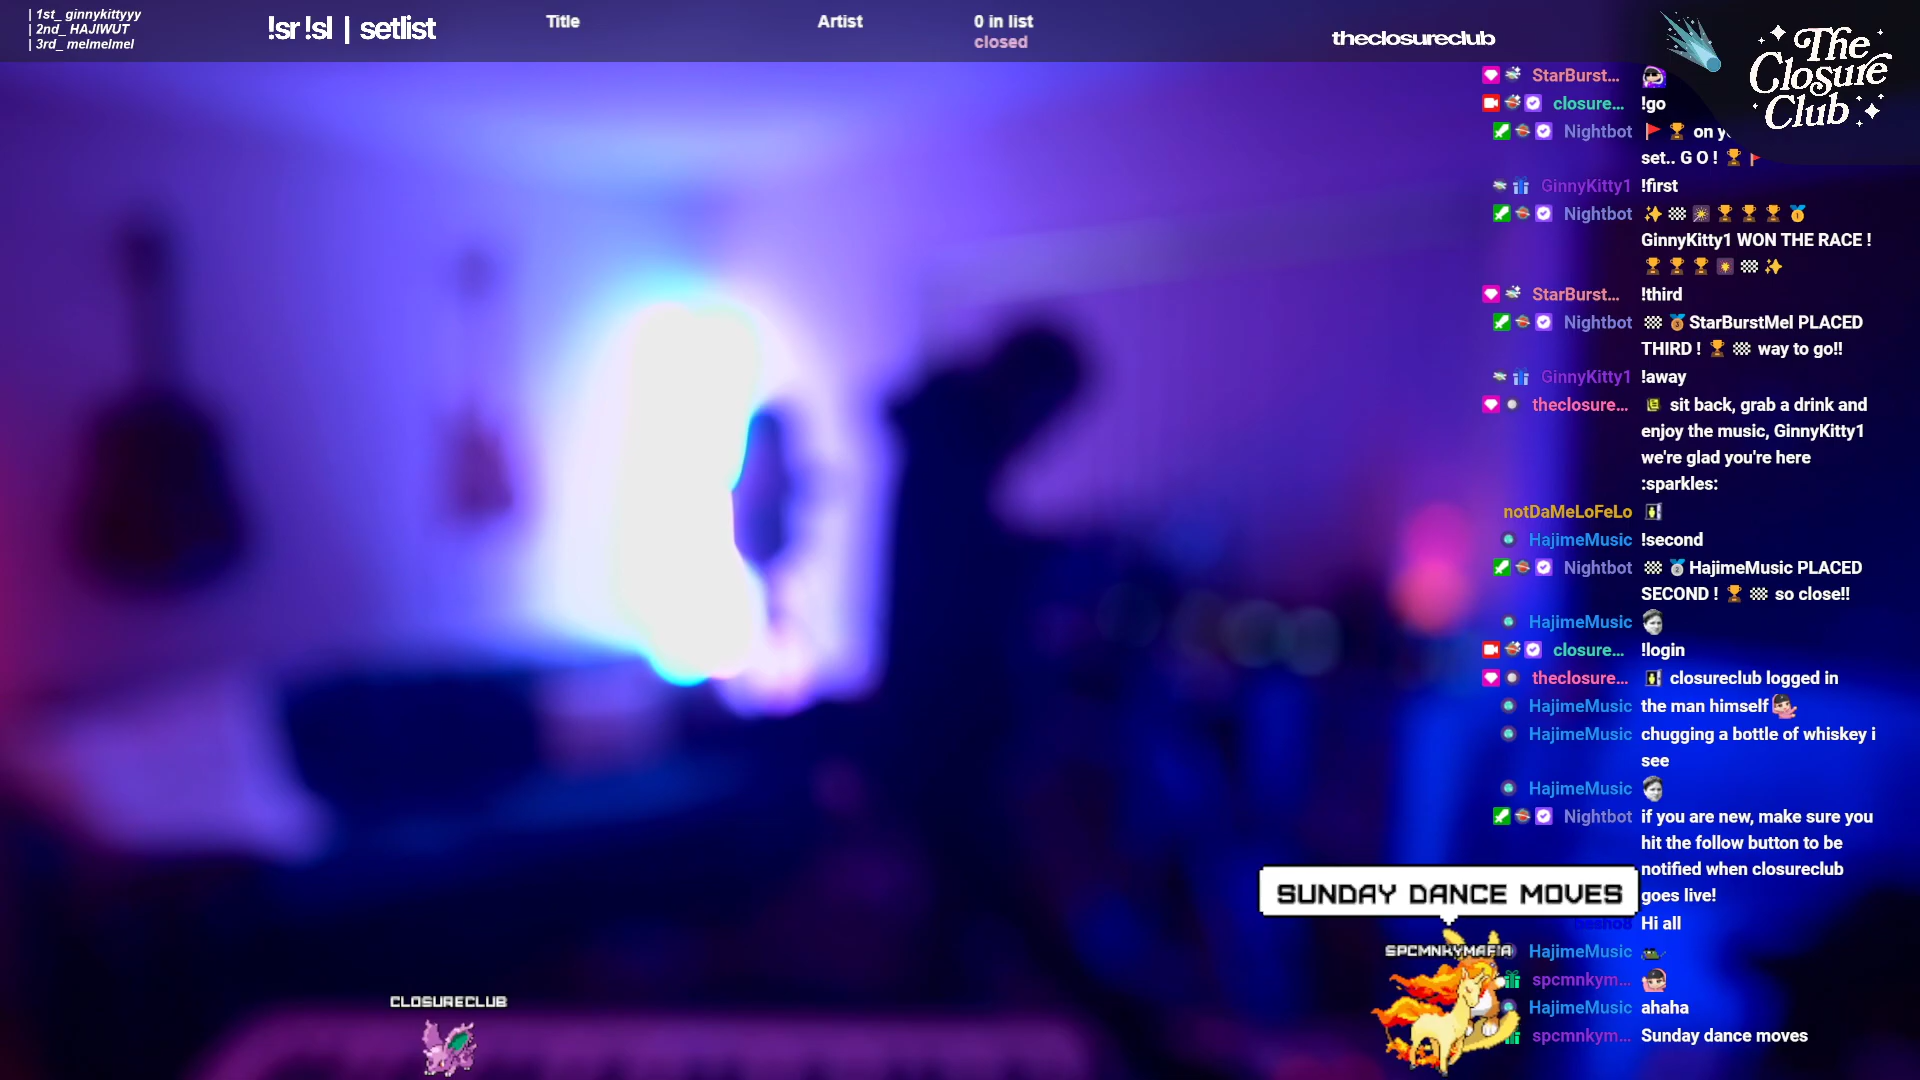 | 1st_ ginnykittyyy
| 2nd_ HAJIWUT
| 3rd_ melmelmel
!sr !sl | setlist
Title
Artist
0 in list
closed
theclosureclub
The
Closure
Club
StarBurst...
closure... !go
Nightbot on y
set.. G O !
GinnyKitty1 !first
Nightbot
GinnyKitty1 WON THE RACE !
StarBurst... !third
Nightbot StarBurstMel PLACED
THIRD ! way to go!!
GinnyKitty1 !away
theclosure... sit back, grab a drink and
enjoy the music, GinnyKitty1
we're glad you're here
:sparkles:
notDaMeLoFeLo
HajimeMusic !second
Nightbot HajimeMusic PLACED
SECOND ! so close!!
HajimeMusic
closure... !login
theclosure... closureclub logged in
HajimeMusic the man himself
HajimeMusic chugging a bottle of whiskey i
see
HajimeMusic
Nightbot if you are new, make sure you
hit the follow button to be
notified when closureclub
goes live!
Hi all
HajimeMusic
spcmnkym...
HajimeMusic ahaha
spcmnkym... Sunday dance moves
SUNDAY DANCE MOVES
SPCMNKYMAFIA
CLOSURECLUB